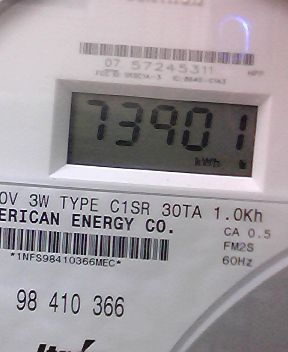 07 57245311
73901
kWh
0V 3W TYPE C1SR 30TA 1.0Kh
ERICAN ENERGY CO.
CA 0.5
FM2S
*1NFS98410366MEC*
60Hz
98 410 366